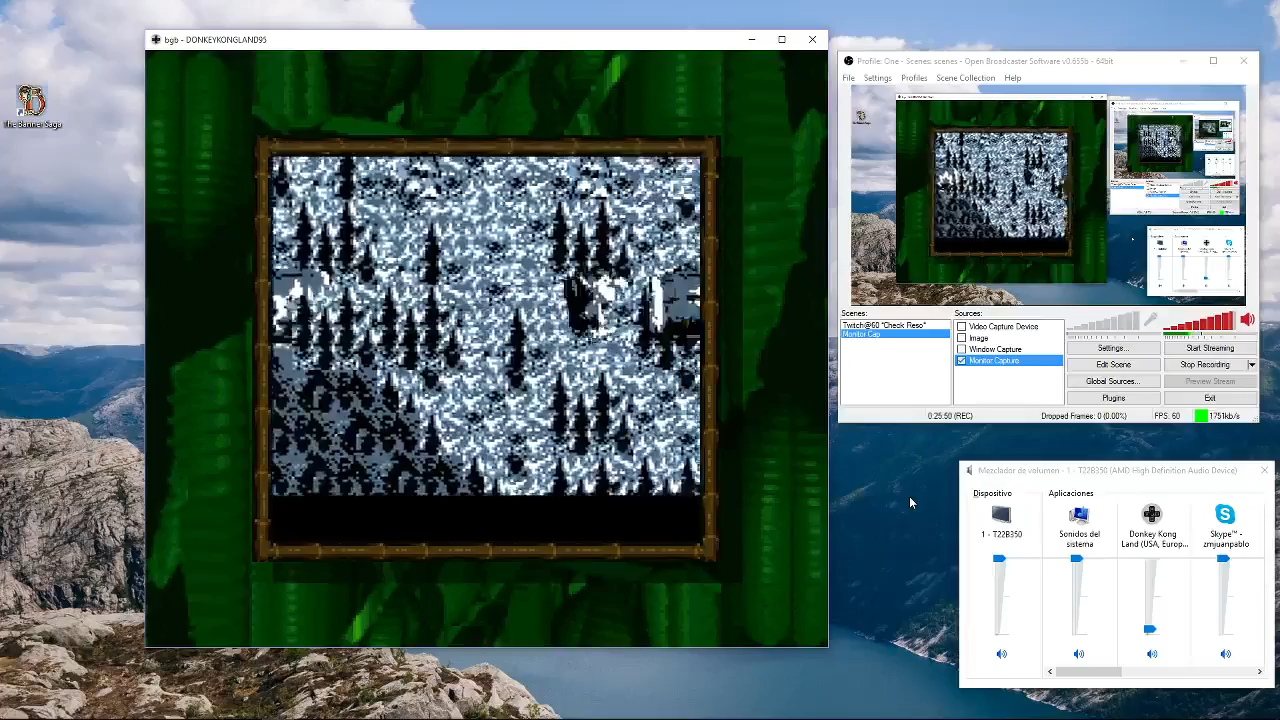 bgb - DONKEYKONGLAND95
The Banner Saga
Profile: One - Scenes: scenes - Open Broadcaster Software v0.655b - 64bit
File Settings Profiles Scene Collection Help
Scenes:
Twtch@60 "Check Reso"
Monitor Cap
Sources:
Video Capture Device
Image
Window Capture
Monitor Capture
Settings...
Start Streaming
Edit Scene
Stop Recording
Global Sources...
Preview Stream
Plugins
Exit
0:25:50 (REC)
Dropped Frames: 0 (0.00%)
FPS: 60
1751kb/s
Mezclador de volumen - 1 - T22B350 (AMD High Definition Audio Device)
Dispositivo
Aplicaciones
1 - T22B350
Sonidos del
sistema
Donkey Kong
Land (USA, Europ...
Skype™ -
zmjuanpablo